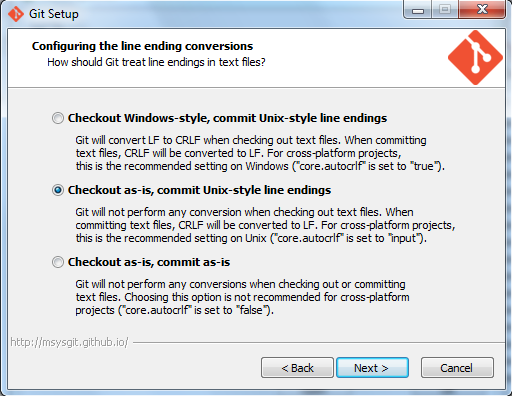 Git Setup
Configuring the line ending conversions
How should Git treat line endings in text files?
Checkout Windows-style, commit Unix-style line endings
Git will convert LF to CRLF when checking out text files. When committing
text files, CRLF will be converted to LF. For cross-platform projects,
this is the recommended setting on Windows ("core.autocrlf" is set to "true").
Checkout as-is, commit Unix-style line endings
Git will not perform any conversion when checking out text files. When
committing text files, CRLF will be converted to LF. For cross-platform projects,
this is the recommended setting on Unix ("core.autocrlf" is set to "input").
Checkout as-is, commit as-is
Git will not perform any conversions when checking out or committing
text files. Choosing this option is not recommended for cross-platform
projects ("core.autocrlf" is set to "false").
http://msysgit.github.io/
< Back Next > Cancel